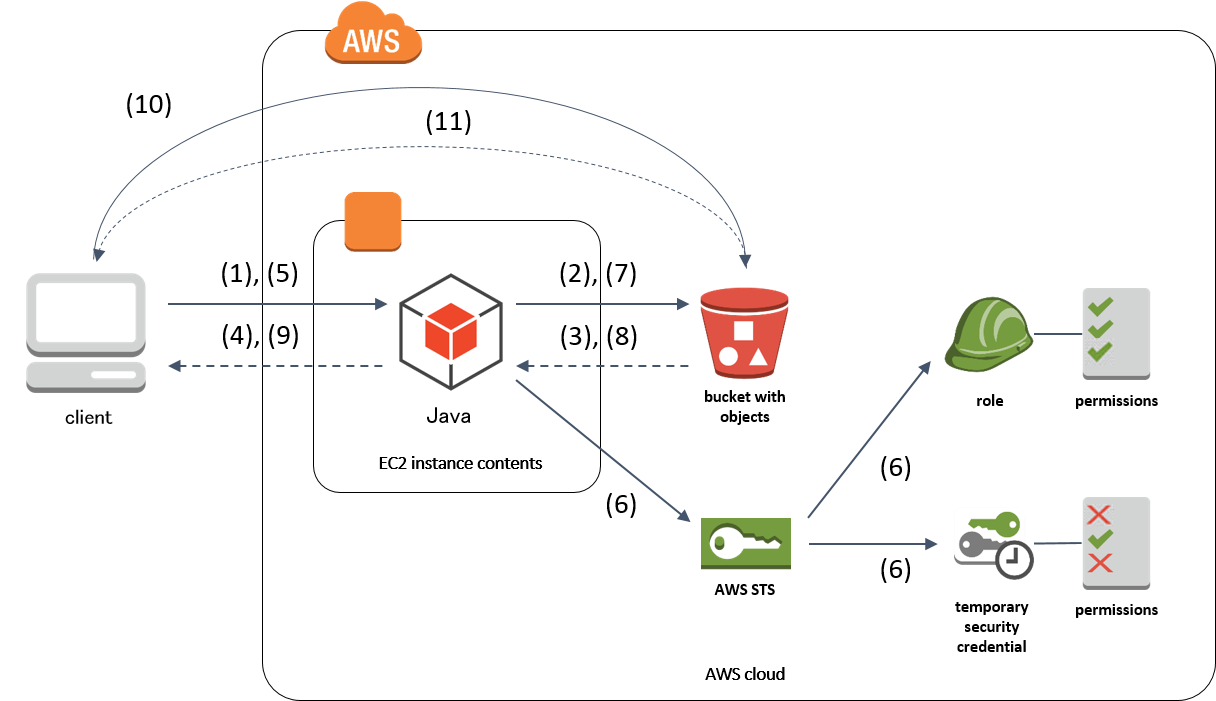 AWS
(10)
(11)
(1), (5)
(2), (7)
(4), (9)
(3), (8)
client
Java
bucket with
objects
role
permissions
EC2 instance contents
(6)
(6)
(6)
AWS STS
temporary
security
credential
permissions
AWS cloud